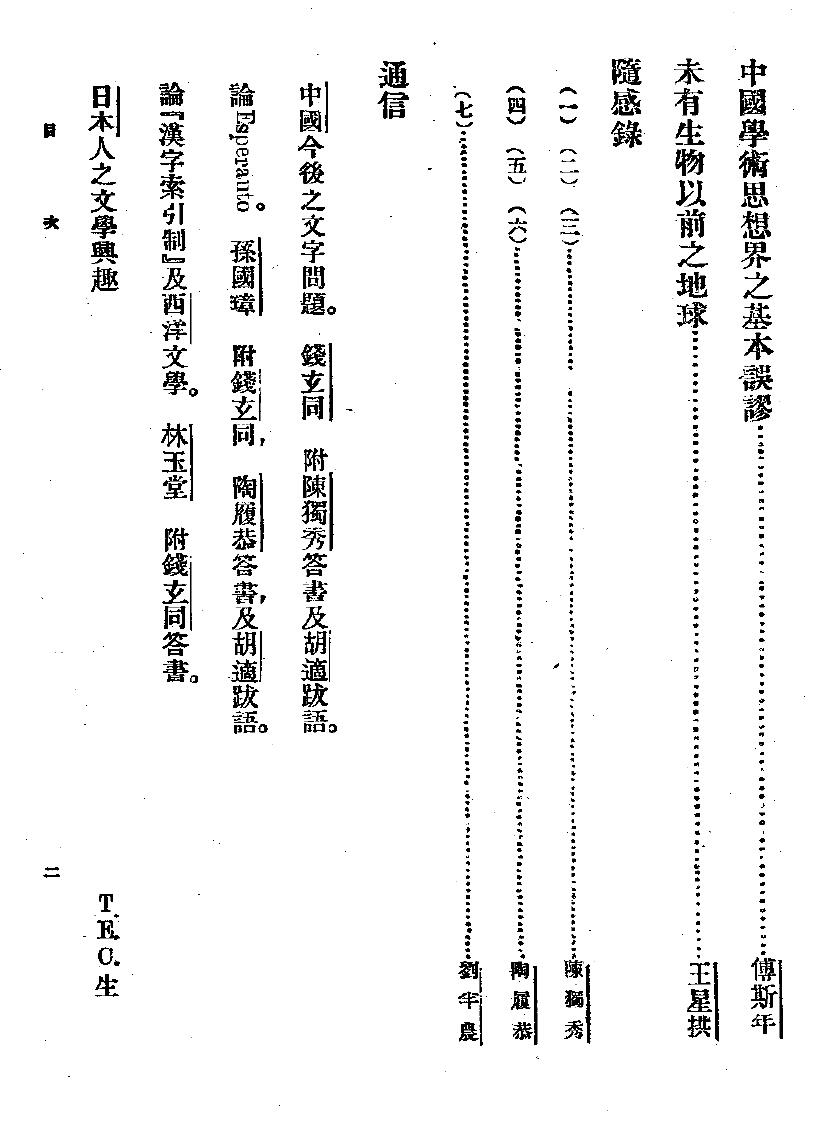 中國學術思想界之基本誤謬……傅斯年
未有生物以前之地球……王星拱
隨感錄
（一）（二）（三）……陳獨秀
（四）（五）（六）……陶履恭
（七）……劉半農
通信
中國今後之文字問題。 錢玄同 附陳獨秀答書及胡適跋語。
論Esperanto。 孫國璋 附錢玄同，陶履恭答書，及胡適跋語。
論『漢字索引制』及西洋文學。 林玉堂 附錢玄同答書。
日本人之文學興趣 T.E.C.生
目次 二